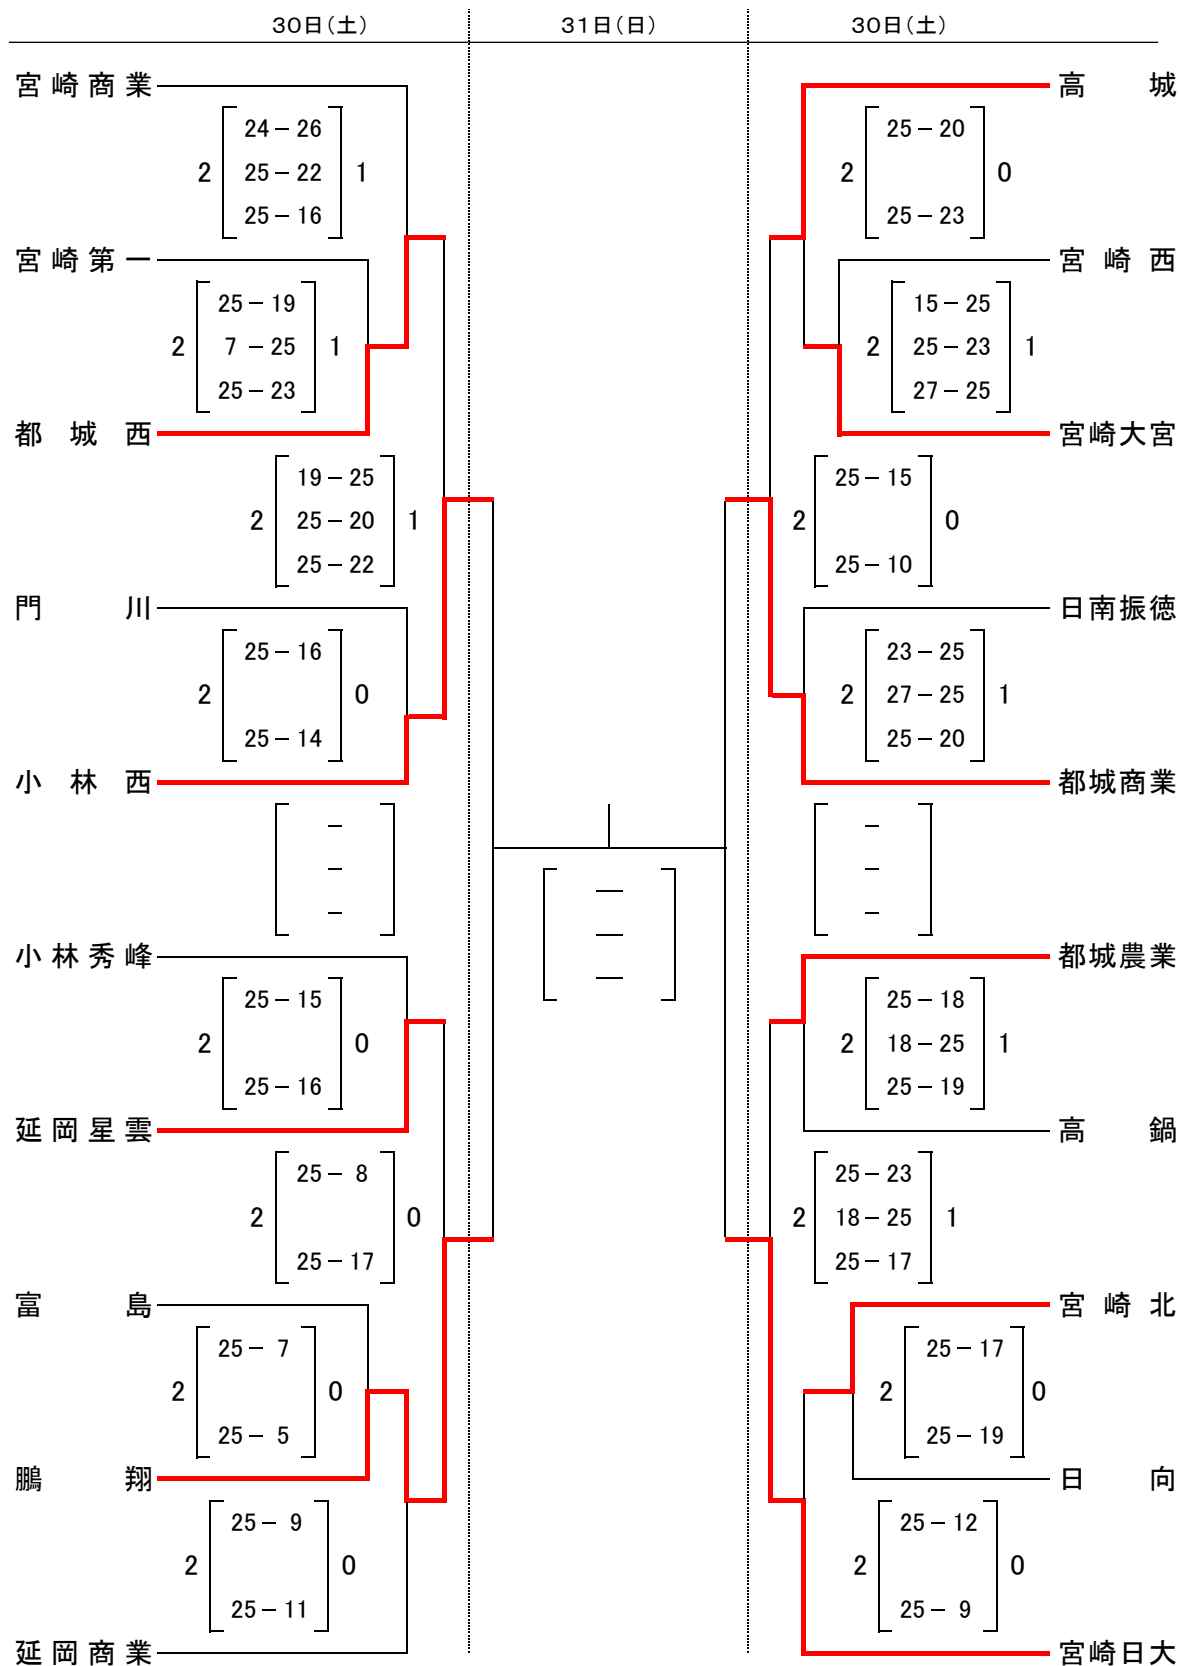 30日(土) 31日(日) 30日(土)
宮崎商業 高城
24－26 25－20
2 25－22 1 2 0
25－16 25－23
宮崎第一 宮崎西
25－19 15－25
2 7－25 1 2 25－23 1
25－23 27－25
都城西 宮崎大宮
19－25 25－15
2 25－20 1 2 0
25－22 25－10
門川 日南振徳
25－16 23－25
2 0 2 27－25 1
25－14 25－20
小林西 都城商業
－ －
－ －
－
－
－ －
－
小林秀峰 都城農業
－
25－15 25－18
2 0 2 18－25 1
25－16 25－19
延岡星雲 高鍋
25－8 25－23
2 0 2 18－25 1
25－17 25－17
富島 宮崎北
25－7 25－17
2 0 2 0
25－5 25－19
鵬翔 日向
25－9 25－12
2 0 2 0
25－11 25－9
延岡商業 宮崎日大